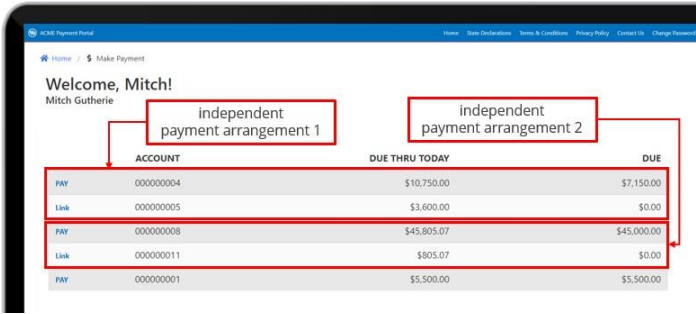 ACME Payment Portal Home State Declarations Terms & Conditions Privacy Policy Contact Us Change Password
Home / $ Make Payment
Welcome, Mitch!
Mitch Gutherie
independent
payment arrangement 1
independent
payment arrangement 2
ACCOUNT DUE THRU TODAY DUE
PAY 000000004 $10,750.00 $7,150.00
Link 000000005 $3,600.00 $0.00
PAY 000000008 $45,805.07 $45,000.00
Link 000000011 $805.07 $0.00
PAY 000000001 $5,500.00 $5,500.00